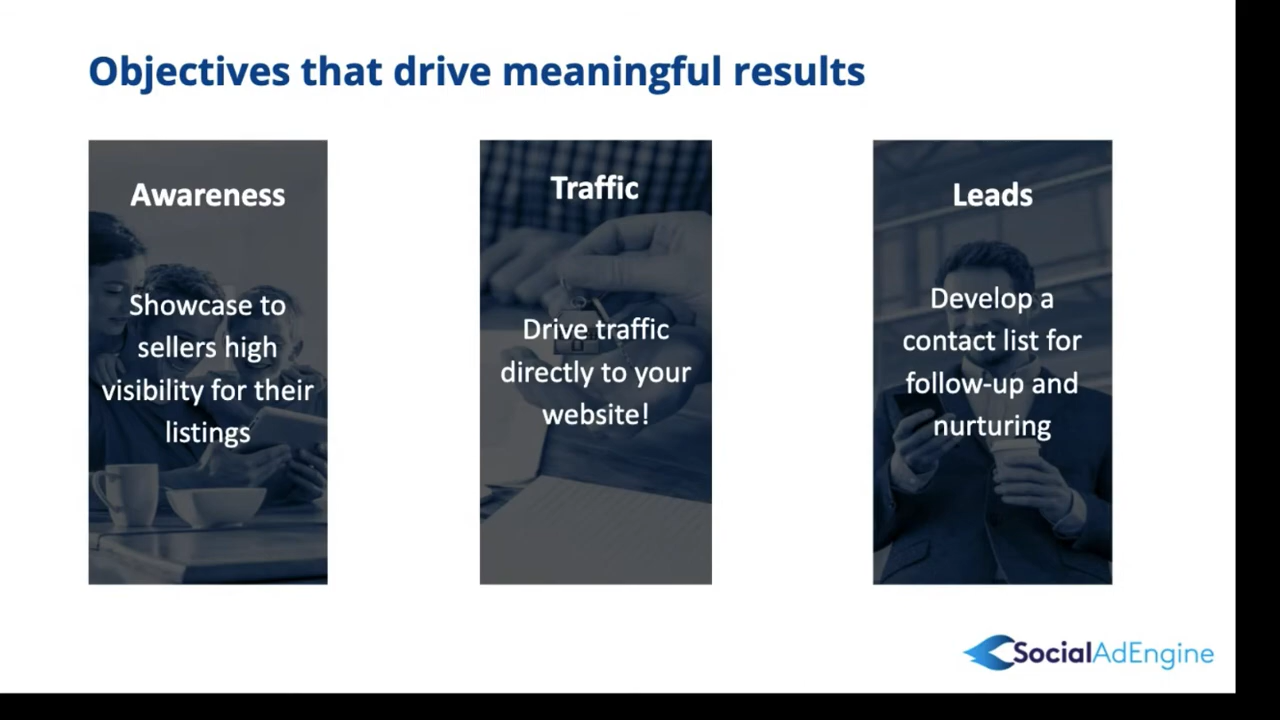 Objectives that drive meaningful results
Awareness
Showcase to
sellers high
visibility for their
listings
Traffic
Drive traffic
directly to your
website!
Leads
Develop a
contact list for
follow-up and
nurturing
SocialAdEngine